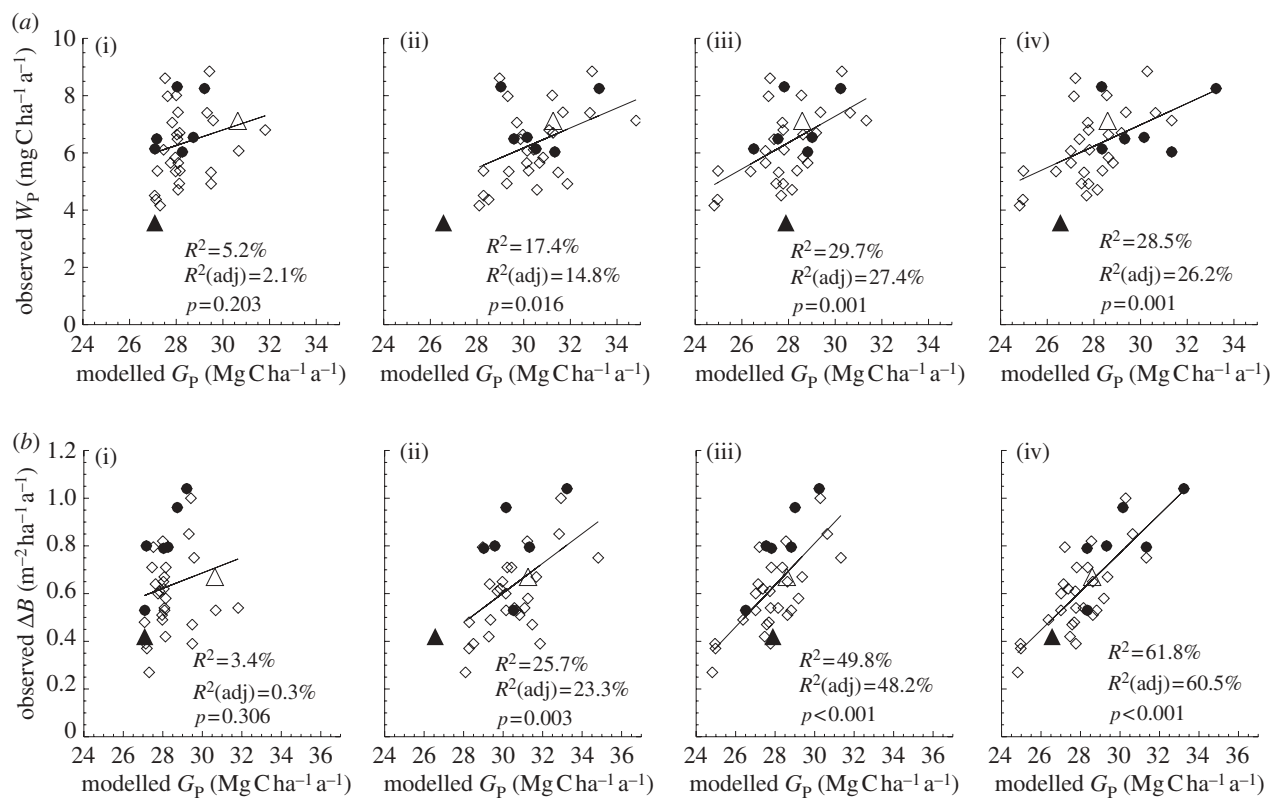 (a)
(i)
(ii)
(iii)
(iv)
observed W_P (mg C ha⁻¹ a⁻¹)
10
8
6
4
2
0
R²=5.2%
R²(adj)=2.1%
p=0.203
R²=17.4%
R²(adj)=14.8%
p=0.016
R²=29.7%
R²(adj)=27.4%
p=0.001
R²=28.5%
R²(adj)=26.2%
p=0.001
24 26 28 30 32 34
24 26 28 30 32 34
24 26 28 30 32 34
24 26 28 30 32 34
modelled G_P (Mg C ha⁻¹ a⁻¹)
modelled G_P (Mg C ha⁻¹ a⁻¹)
modelled G_P (Mg C ha⁻¹ a⁻¹)
modelled G_P (Mg C ha⁻¹ a⁻¹)
(b)
(i)
(ii)
(iii)
(iv)
observed ΔB (m⁻² ha⁻¹ a⁻¹)
1.2
1.0
0.8
0.6
0.4
0.2
0
R²=3.4%
R²(adj)=0.3%
p=0.306
R²=25.7%
R²(adj)=23.3%
p=0.003
R²=49.8%
R²(adj)=48.2%
p<0.001
R²=61.8%
R²(adj)=60.5%
p<0.001
24 26 28 30 32 34
24 26 28 30 32 34 36
24 26 28 30 32 34
24 26 28 30 32 34
modelled G_P (Mg C ha⁻¹ a⁻¹)
modelled G_P (Mg C ha⁻¹ a⁻¹)
modelled G_P (Mg C ha⁻¹ a⁻¹)
modelled G_P (Mg C ha⁻¹ a⁻¹)